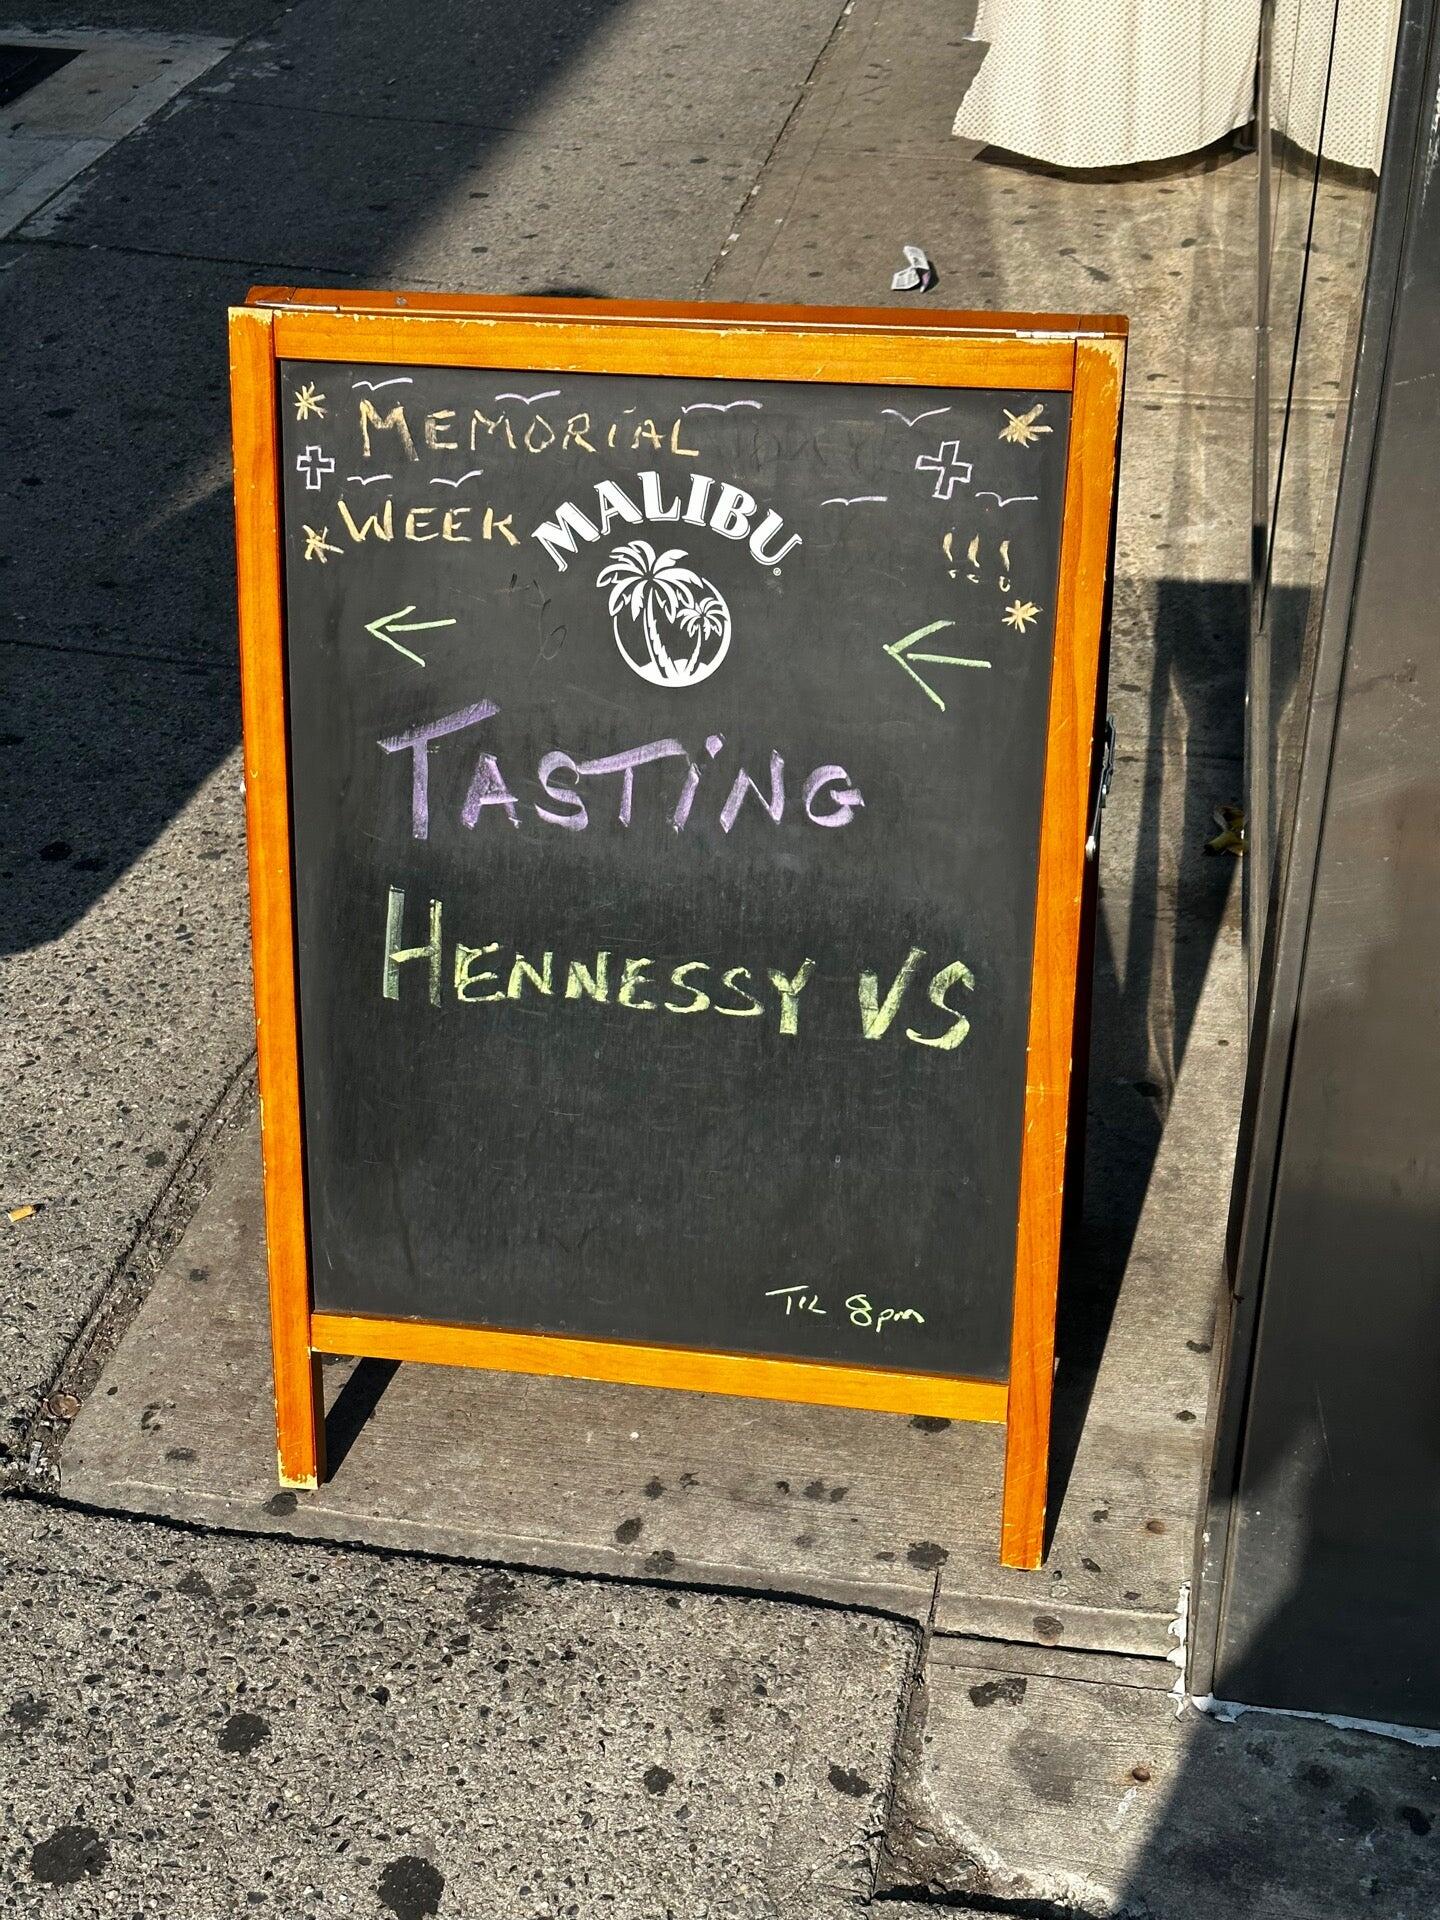 MEMORIAL
WEEK !!!
MALIBU
TASTING
HENNESSY VS
TIL 8pm